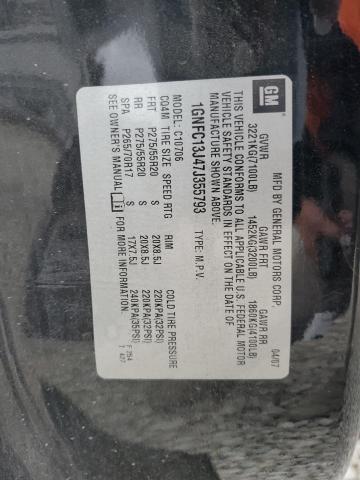 GM
MFD BY GENERAL MOTORS CORP. 04/07
GVWR GAWR FRT GAWR RR
3221KG(7100LB) 1452KG(3200LB) 1860KG(4100LB)
THIS VEHICLE CONFORMS TO ALL APPLICABLE U.S. FEDERAL MOTOR
VEHICLE SAFETY STANDARDS IN EFFECT ON THE DATE OF
MANUFACTURE SHOWN ABOVE.
1GNFC13J47J355793 TYPE: M.P.V.
MODEL: C10706
CO4M TIRE SIZE SPEED RTG RIM COLD TIRE PRESSURE
FRT P275/55R20 S 20X8.5J 220KPA(32PSI)
RR P275/55R20 S 20X8.5J 220KPA(32PSI)
SPA P265/70R17 S 17X7.5J 240KPA(35PSI)
SEE OWNER'S MANUAL i FOR MORE INFORMATION.
F 254
T 427